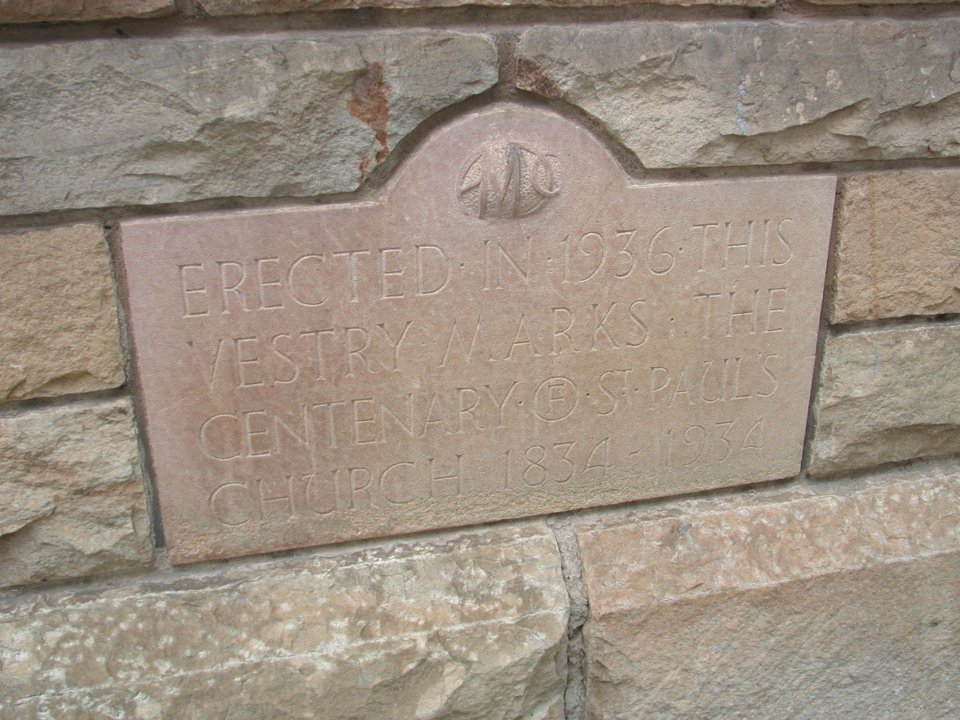 ERECTED · IN · 1936 · THIS
VESTRY MARKS · THE
CENTENARY · OF · ST · PAUL'S
CHURCH 1834 - 1934